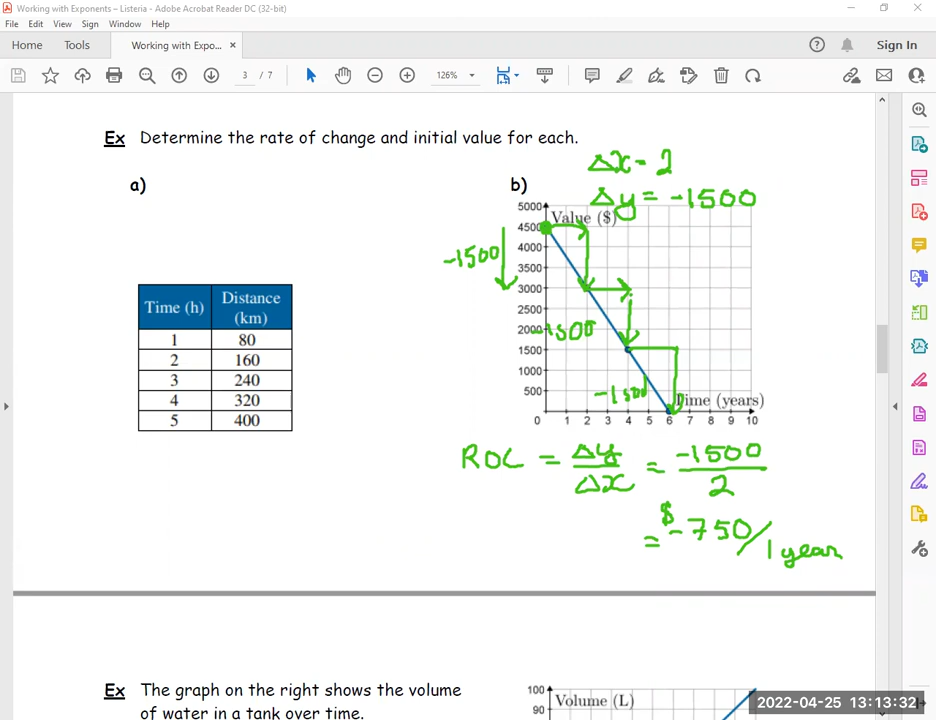 Working with Exponents - Listeria - Adobe Acrobat Reader DC (32-bit)
File Edit View Sign Window Help
Home Tools Working with Expo... × Sign In
3 / 7 126%
Ex Determine the rate of change and initial value for each.
Δx = 2
a) b) Δy = -1500
Value ($)
5000
4500
4000
3500
3000
2500
2000
1500
1000
500
-1500
-1500
-1500
Time (years)
0 1 2 3 4 5 6 7 8 9 10
Time (h) Distance (km)
1 80
2 160
3 240
4 320
5 400
ROC = Δy/Δx = -1500/2
= $-750/1 year
Ex The graph on the right shows the volume
of water in a tank over time.
100 Volume (L)
90
2022-04-25 13:13:32